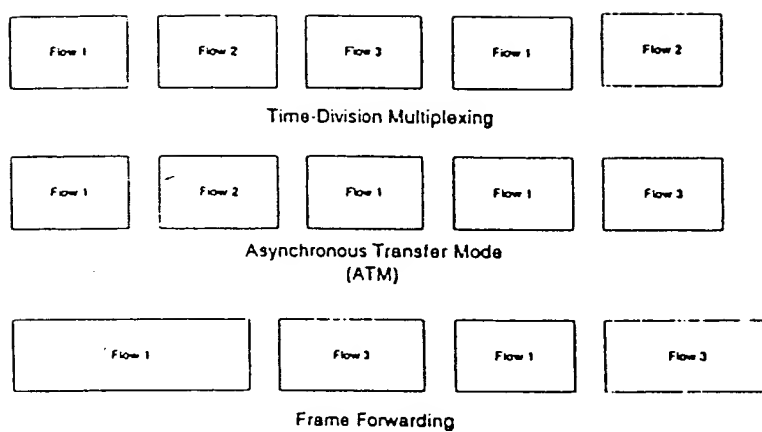 Flow 1 Flow 2 Flow 3 Flow 1 Flow 2
Time-Division Multiplexing
Flow 1 Flow 2 Flow 1 Flow 1 Flow 3
Asynchronous Transfer Mode
(ATM)
Flow 1 Flow 3 Flow 1 Flow 3
Frame Forwarding